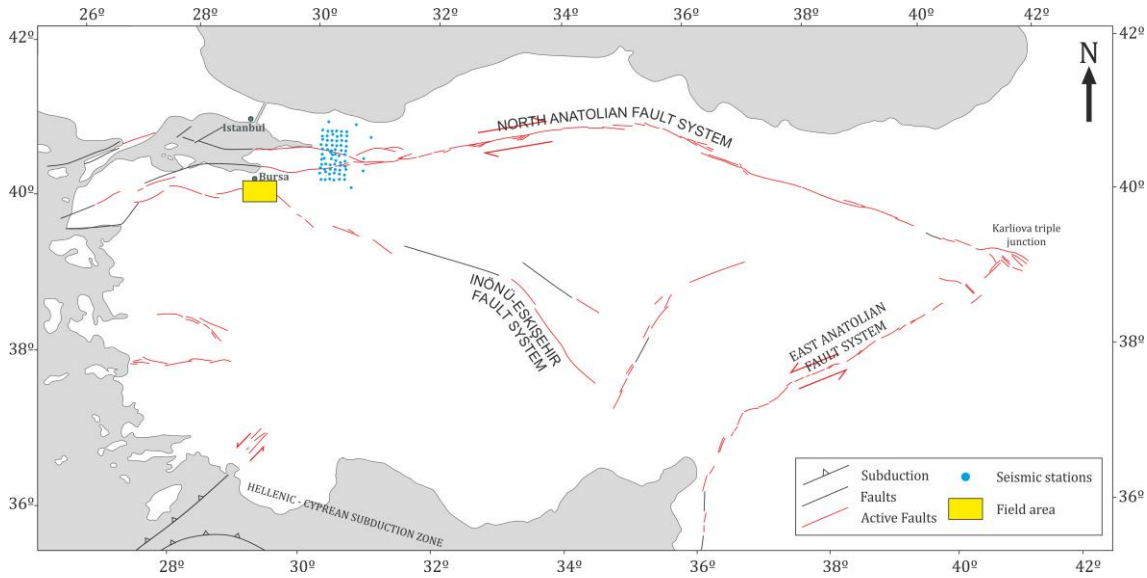 26º 28º 30º 32º 34º 36º 38º 40º 42º
42º
42º
N
NORTH ANATOLIAN FAULT SYSTEM
Istanbul
Bursa
40º
40º
Karliova triple
junction
INÖNÜ-ESKIŞEHIR
FAULT SYSTEM
EAST ANATOLIAN
FAULT SYSTEM
38º
38º
HELLENIC - CYPREAN SUBDUCTION ZONE
Subduction
Faults
Active Faults
Seismic stations
Field area
36º
36º
28º 30º 32º 34º 36º 38º 40º 42º